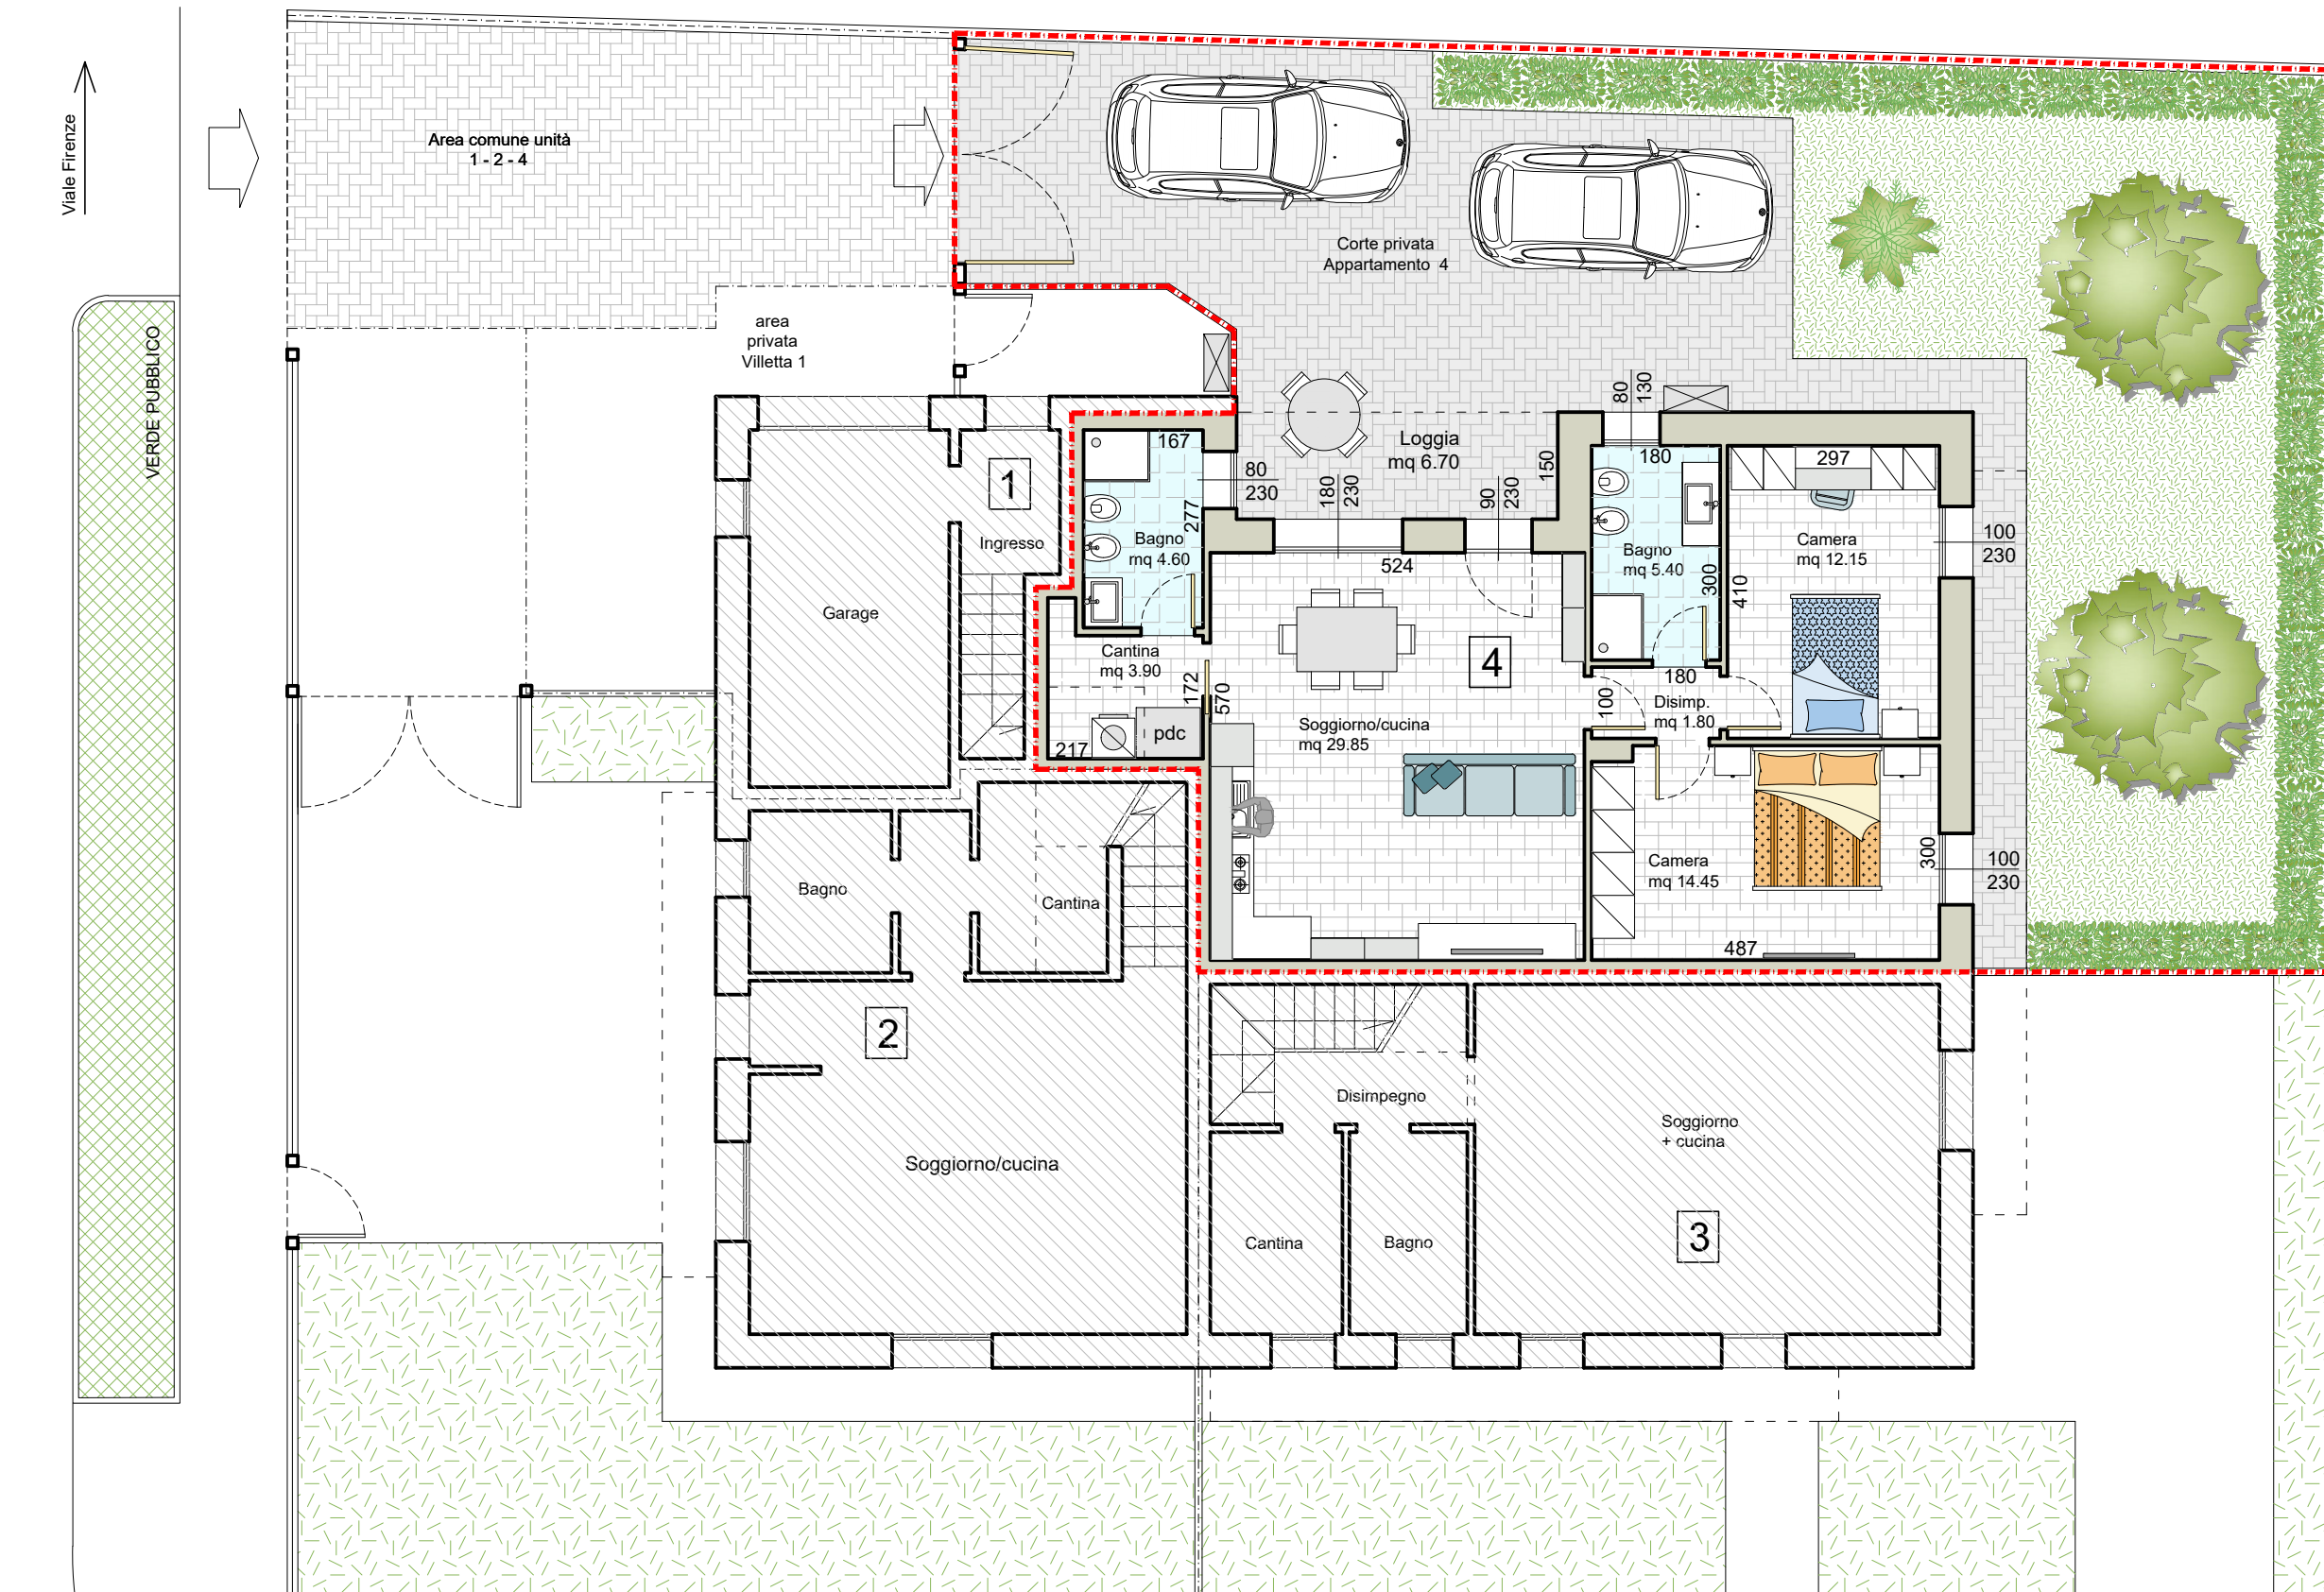 Viale Firenze
VERDE PUBBLICO
Area comune unità
1 - 2 - 4
area
privata
Villetta 1
Corte privata
Appartamento  4
Loggia
mq 6.70
150
80
230
180
230
90
230
80
130
1
Ingresso
Garage
167
277
Bagno
mq 4.60
Cantina
mq 3.90
172
217
pdc
524
570
4
Soggiorno/cucina
mq 29.85
180
Bagno
mq 5.40
300
180
100
Disimp.
mq 1.80
297
Camera
mq 12.15
410
100
230
Camera
mq 14.45
300
487
100
230
Bagno
Cantina
2
Soggiorno/cucina
Disimpegno
Cantina
Bagno
Soggiorno
+ cucina
3